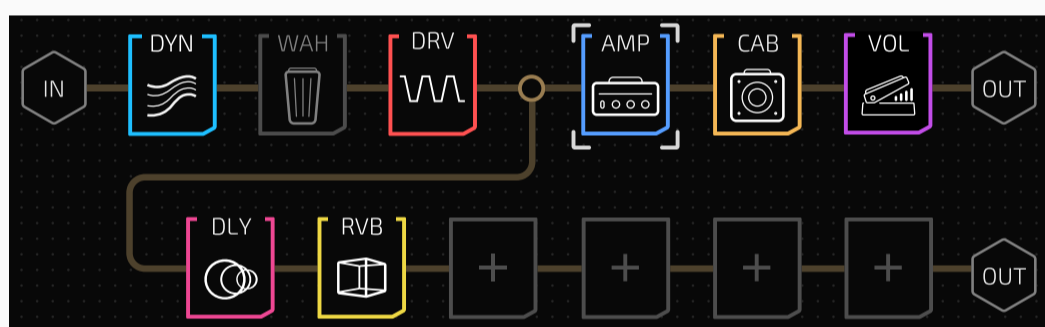 IN
DYN
WAH
DRV
AMP
CAB
VOL
OUT
DLY
RVB
+
+
+
+
OUT